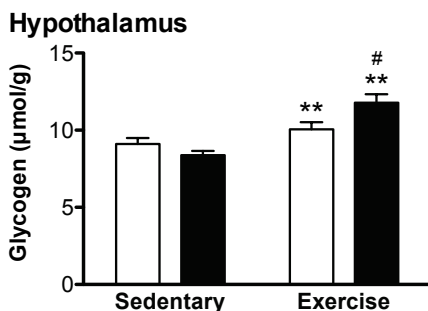 Hypothalamus
Glycogen (µmol/g)
15
10
5
0
#
** **
Sedentary Exercise